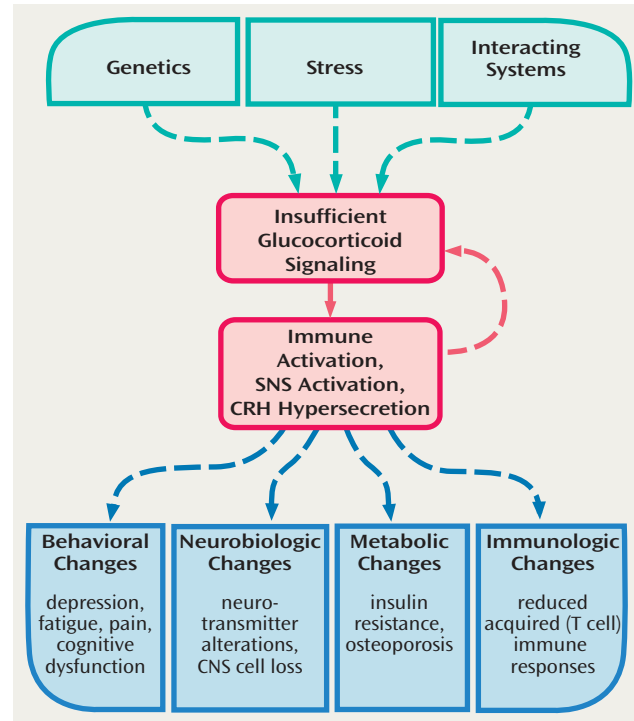 Genetics
Stress
Interacting
Systems
Insufficient
Glucocorticoid
Signaling
Immune
Activation,
SNS Activation,
CRH Hypersecretion
Behavioral
Changes
depression,
fatigue, pain,
cognitive
dysfunction
Neurobiologic
Changes
neuro-
transmitter
alterations,
CNS cell loss
Metabolic
Changes
insulin
resistance,
osteoporosis
Immunologic
Changes
reduced
acquired (T cell)
immune
responses